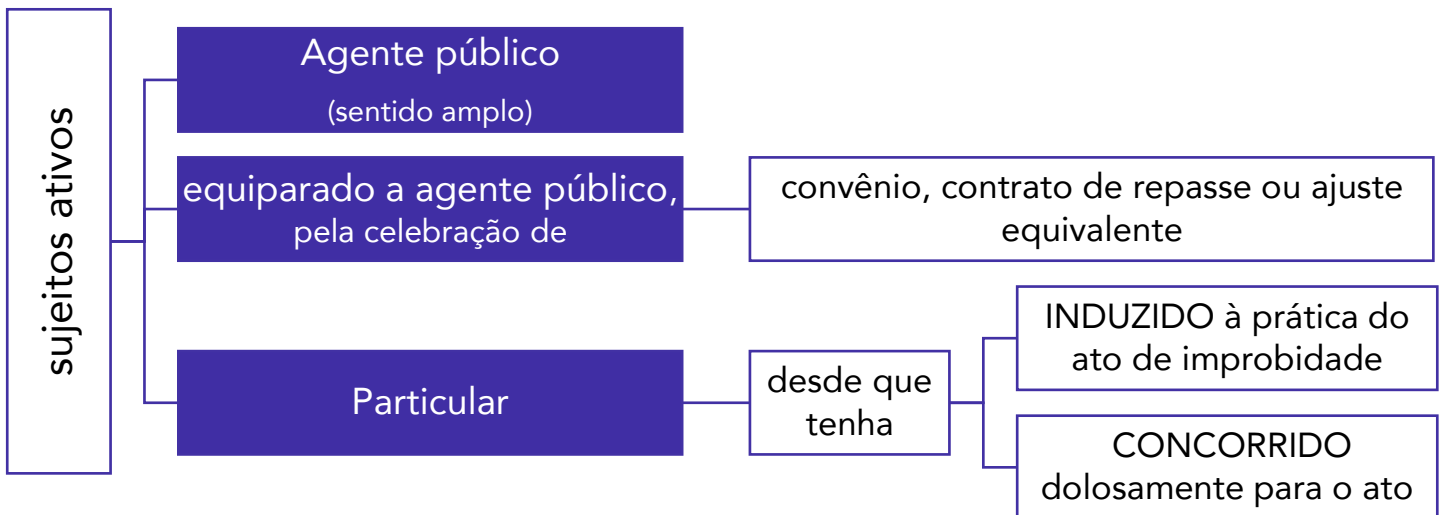 sujeitos ativos
Agente público
(sentido amplo)
equiparado a agente público,
pela celebração de
convênio, contrato de repasse ou ajuste
equivalente
Particular
desde que
tenha
INDUZIDO à prática do
ato de improbidade
CONCORRIDO
dolosamente para o ato